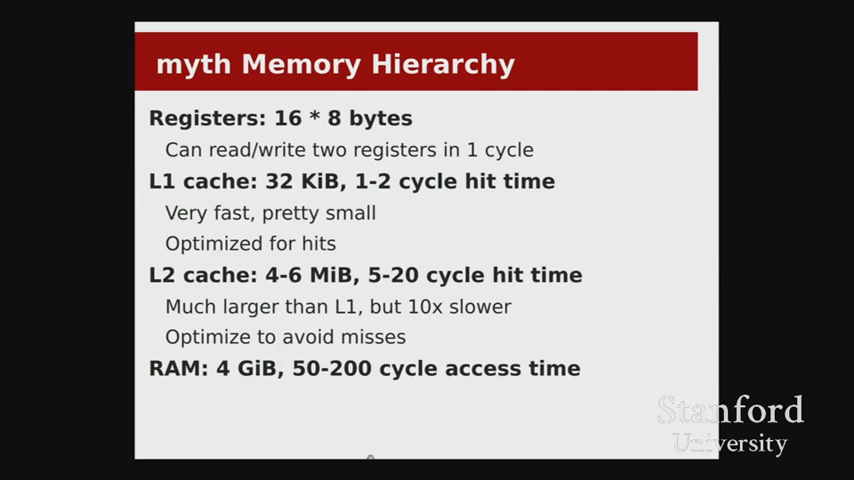 myth Memory Hierarchy
Registers: 16 * 8 bytes
Can read/write two registers in 1 cycle
L1 cache: 32 KiB, 1-2 cycle hit time
Very fast, pretty small
Optimized for hits
L2 cache: 4-6 MiB, 5-20 cycle hit time
Much larger than L1, but 10x slower
Optimize to avoid misses
RAM: 4 GiB, 50-200 cycle access time
Stanford
University